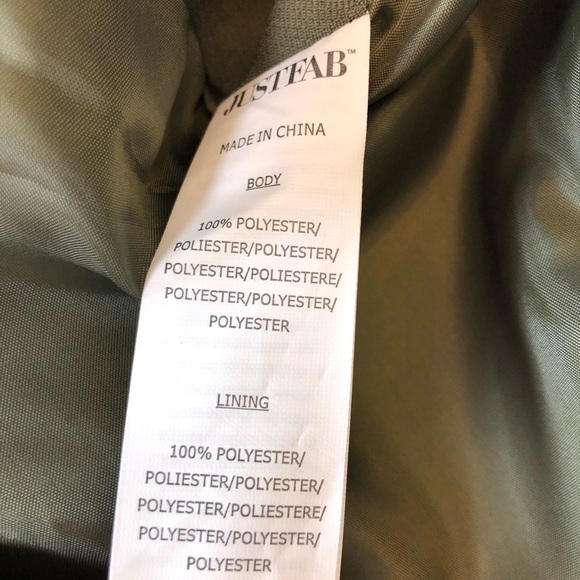 JUSTFAB™
MADE IN CHINA
BODY
100% POLYESTER/
POLIESTER/POLYESTER/
POLYESTER/POLIESTERE/
POLYESTER/POLYESTER/
POLYESTER
LINING
100% POLYESTER/
POLIESTER/POLYESTER/
POLYESTER/POLIESTERE/
POLYESTER/POLYESTER/
POLYESTER